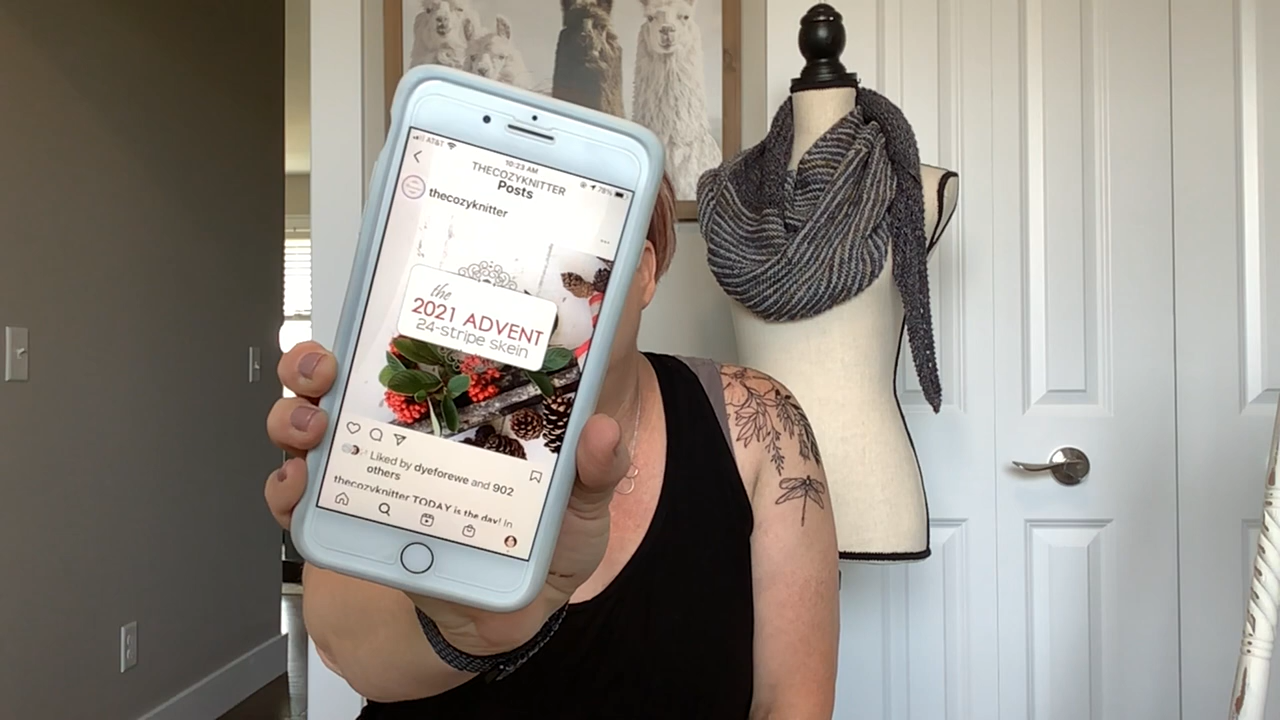 AT&T
10:23 AM
78%
THECOZYKNITTER
Posts
thecozyknitter
the
2021 ADVENT
24-stripe skein
Liked by dyeforewe and 902
others
thecozyknitter TODAY is the day! In